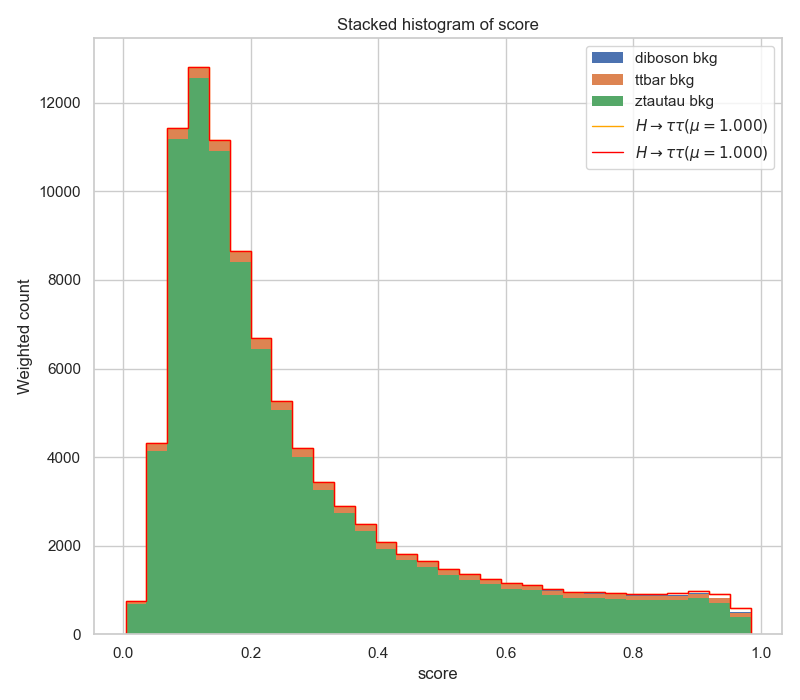 Stacked histogram of score
diboson bkg
ttbar bkg
ztautau bkg
H → ττ(μ = 1.000)
H → ττ(μ = 1.000)
Weighted count
12000
10000
8000
6000
4000
2000
0
0.0 0.2 0.4 0.6 0.8 1.0
score